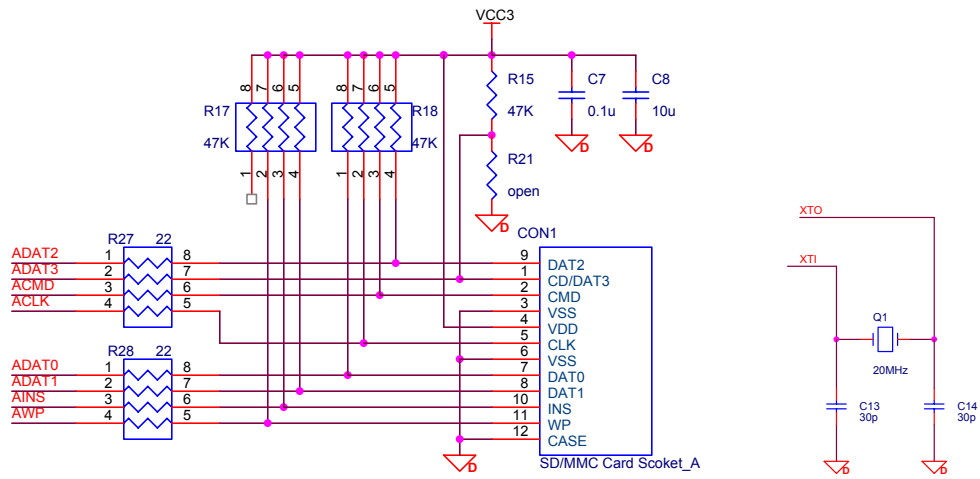 VCC3
8 7 6 5
8 7 6 5
R17
47K
R18
47K
R15
47K
C7
0.1u
C8
10u
D
D
1 2 3 4
1 2 3 4
R21
open
D
XTO
XTI
Q1
20MHz
C13
30p
C14
30p
D
D
R27 22
ADAT2 1 8
ADAT3 2 7
ACMD 3 6
ACLK 4 5
R28 22
ADAT0 1 8
ADAT1 2 7
AINS 3 6
AWP 4 5
CON1
9 DAT2
1 CD/DAT3
2 CMD
3 VSS
4 VDD
5 CLK
6 VSS
7 DAT0
8 DAT1
10 INS
11 WP
12 CASE
D
SD/MMC Card Scoket_A